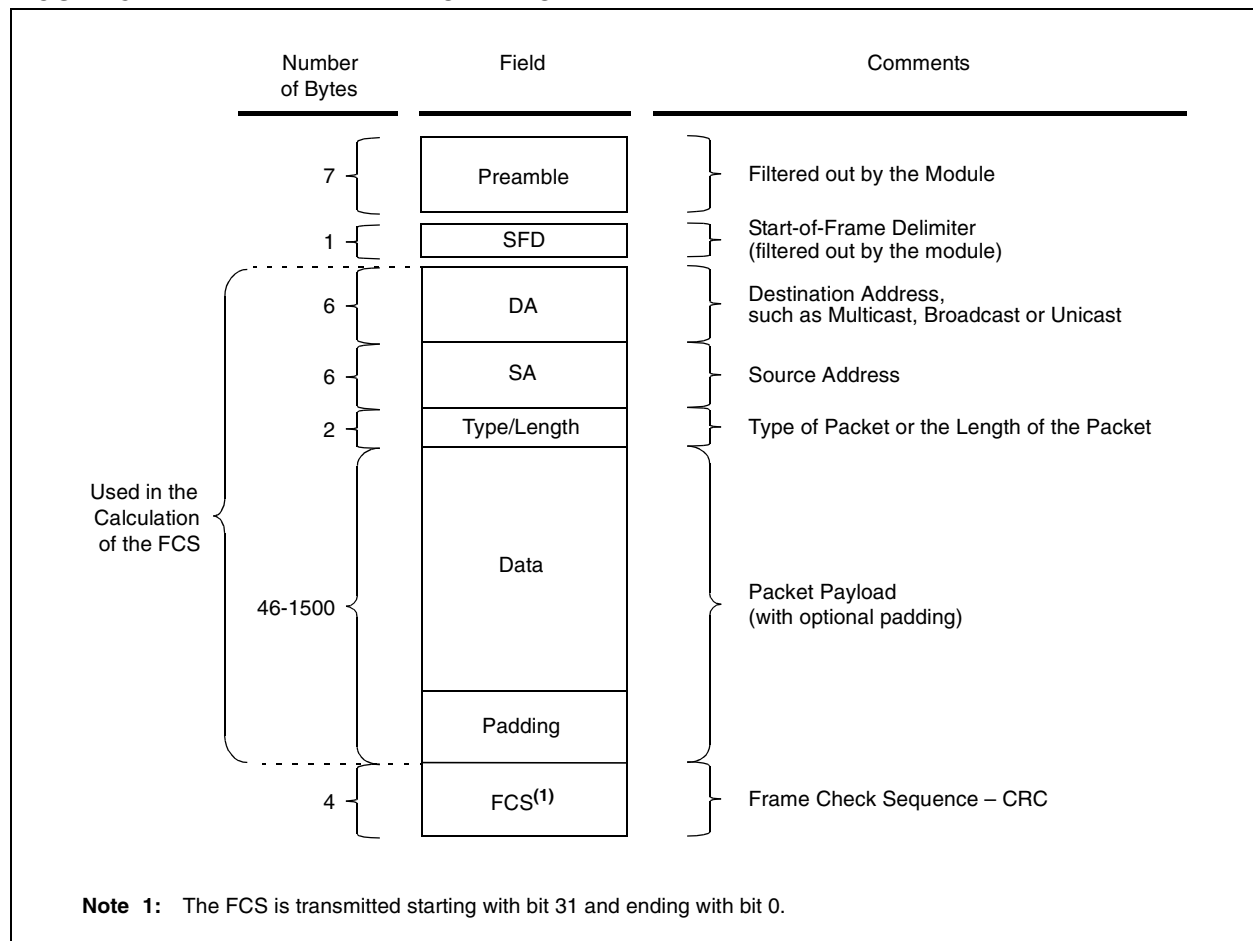 Number
of Bytes
Field
Comments
7
Preamble
Filtered out by the Module
1
SFD
Start-of-Frame Delimiter
(filtered out by the module)
6
DA
Destination Address,
such as Multicast, Broadcast or Unicast
6
SA
Source Address
2
Type/Length
Type of Packet or the Length of the Packet
Used in the
Calculation
of the FCS
46-1500
Data
Packet Payload
(with optional padding)
Padding
4
FCS(1)
Frame Check Sequence – CRC
Note 1: The FCS is transmitted starting with bit 31 and ending with bit 0.